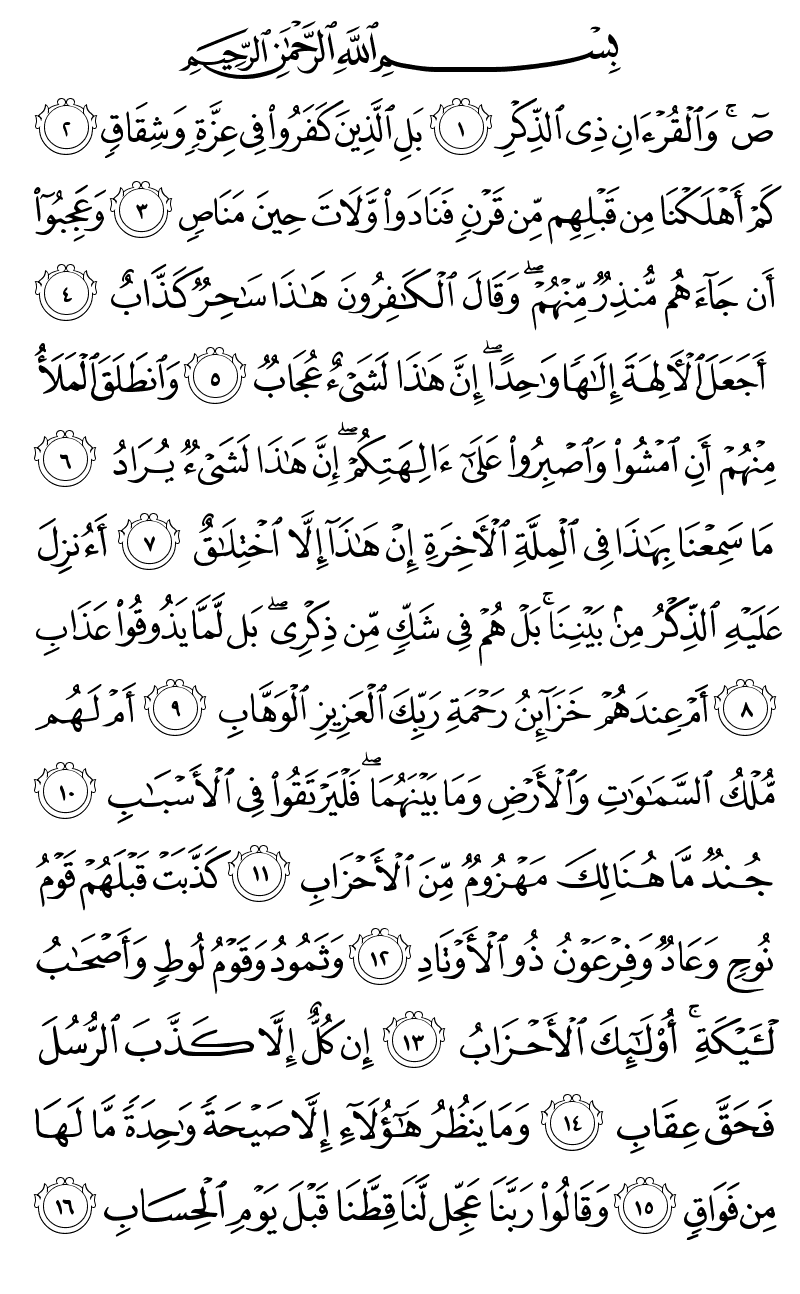 بِسْمِ ٱللَّهِ ٱلرَّحْمَـٰنِ ٱلرَّحِيمِ
صٓ ۚ وَٱلْقُرْءَانِ ذِى ٱلذِّكْرِ ١ بَلِ ٱلَّذِينَ كَفَرُوا۟ فِى عِزَّةٍ وَشِقَاقٍ ٢
كَمْ أَهْلَكْنَا مِن قَبْلِهِم مِّن قَرْنٍ فَنَادَوا۟ وَّلَاتَ حِينَ مَنَاصٍ ٣ وَعَجِبُوٓا۟
أَن جَآءَهُم مُّنذِرٌ مِّنْهُمْ ۖ وَقَالَ ٱلْكَـٰفِرُونَ هَـٰذَا سَـٰحِرٌ كَذَّابٌ ٤
أَجَعَلَ ٱلْأَلِهَةَ إِلَـٰهًا وَٰحِدًا ۖ إِنَّ هَـٰذَا لَشَىْءٌ عُجَابٌ ٥ وَٱنطَلَقَ ٱلْمَلَأُ
مِنْهُمْ أَنِ ٱمْشُوا۟ وَٱصْبِرُوا۟ عَلَىٰٓ ءَالِهَتِكُمْ ۖ إِنَّ هَـٰذَا لَشَىْءٌ يُرَادُ ٦
مَا سَمِعْنَا بِهَـٰذَا فِى ٱلْمِلَّةِ ٱلْأَخِرَةِ إِنْ هَـٰذَآ إِلَّا ٱخْتِلَـٰقٌ ٧ أَءُنزِلَ
عَلَيْهِ ٱلذِّكْرُ مِنۢ بَيْنِنَا ۚ بَلْ هُمْ فِى شَكٍّ مِّن ذِكْرِى ۖ بَل لَّمَّا يَذُوقُوا۟ عَذَابِ
٨ أَمْ عِندَهُمْ خَزَآئِنُ رَحْمَةِ رَبِّكَ ٱلْعَزِيزِ ٱلْوَهَّابِ ٩ أَمْ لَهُم
مُّلْكُ ٱلسَّمَـٰوَٰتِ وَٱلْأَرْضِ وَمَا بَيْنَهُمَا ۖ فَلْيَرْتَقُوا۟ فِى ٱلْأَسْبَـٰبِ ١٠
جُندٌ مَّا هُنَالِكَ مَهْزُومٌ مِّنَ ٱلْأَحْزَابِ ١١ كَذَّبَتْ قَبْلَهُمْ قَوْمُ
نُوحٍ وَعَادٌ وَفِرْعَوْنُ ذُو ٱلْأَوْتَادِ ١٢ وَثَمُودُ وَقَوْمُ لُوطٍ وَأَصْحَـٰبُ
لْـَٔيْكَةِ ۚ أُو۟لَـٰٓئِكَ ٱلْأَحْزَابُ ١٣ إِن كُلٌّ إِلَّا كَذَّبَ ٱلرُّسُلَ
فَحَقَّ عِقَابِ ١٤ وَمَا يَنظُرُ هَـٰٓؤُلَآءِ إِلَّا صَيْحَةً وَٰحِدَةً مَّا لَهَا
مِن فَوَاقٍ ١٥ وَقَالُوا۟ رَبَّنَا عَجِّل لَّنَا قِطَّنَا قَبْلَ يَوْمِ ٱلْحِسَابِ ١٦